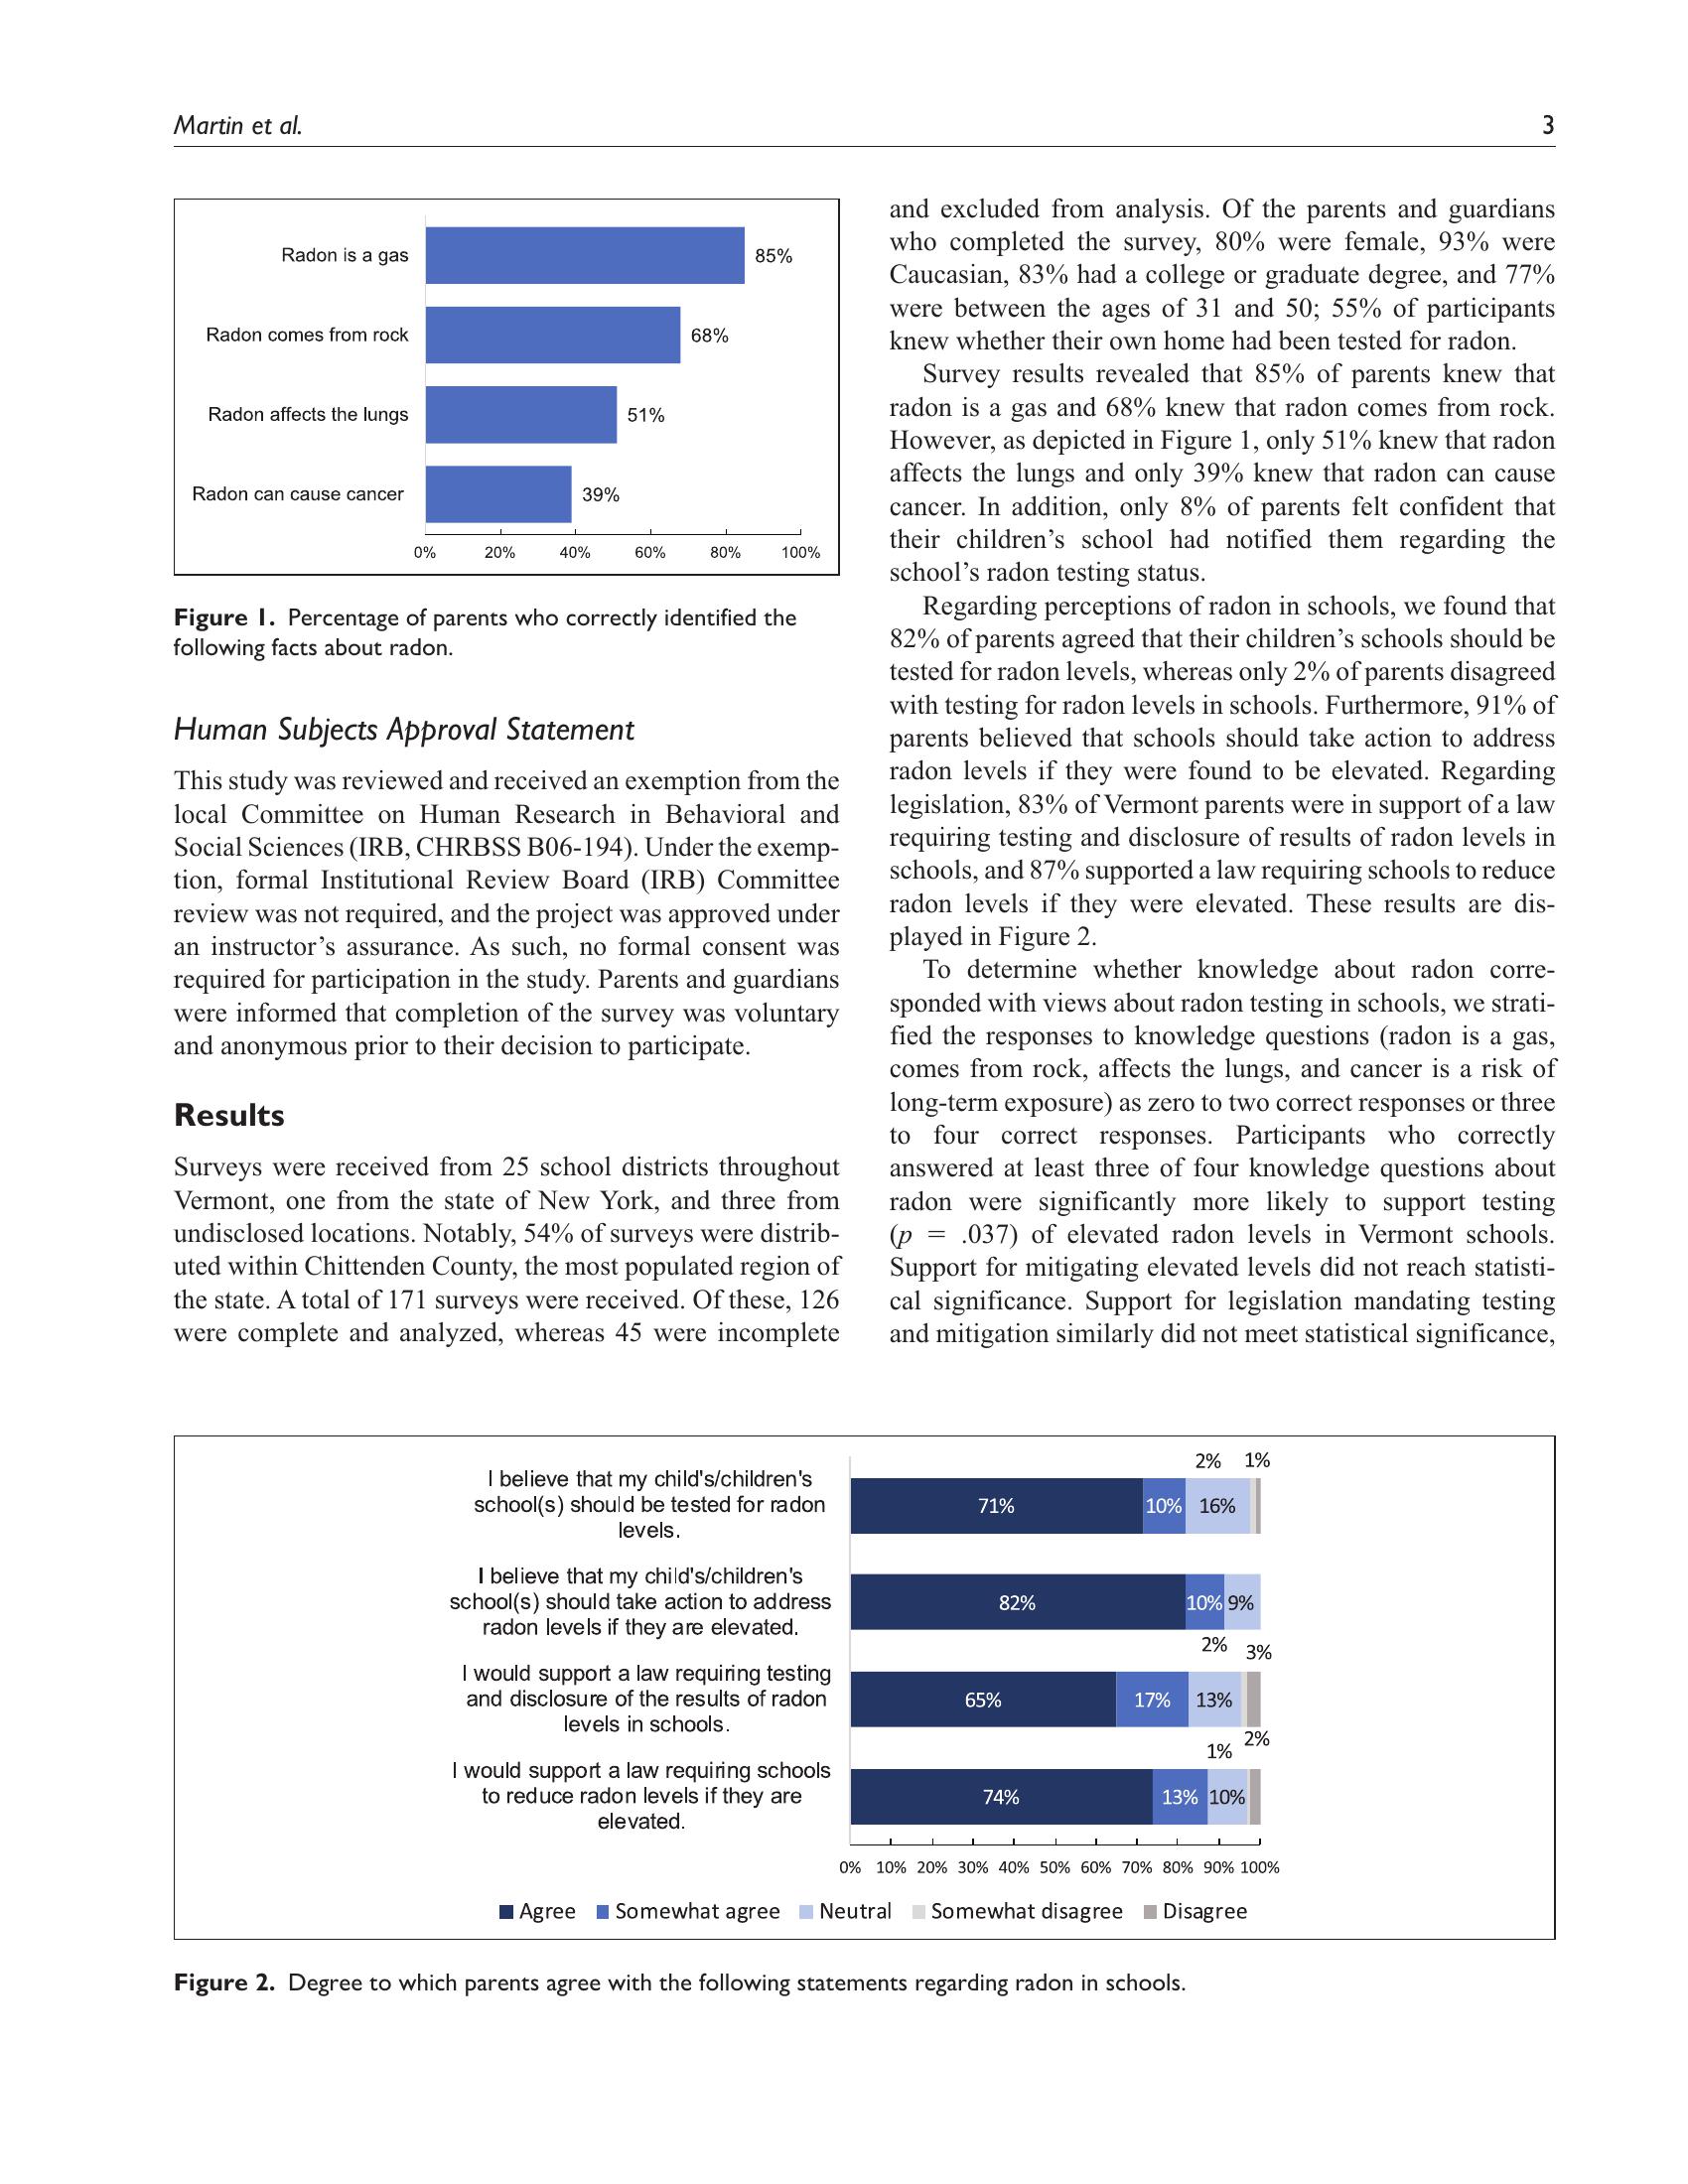 Martin et al.
3
Radon is a gas
85%
Radon comes from rock
68%
Radon affects the lungs
51%
Radon can cause cancer
39%
0% 20% 40% 60% 80% 100%
Figure 1. Percentage of parents who correctly identified the
following facts about radon.
Human Subjects Approval Statement
This study was reviewed and received an exemption from the
local Committee on Human Research in Behavioral and
Social Sciences (IRB, CHRBSS B06-194). Under the exemp-
tion, formal Institutional Review Board (IRB) Committee
review was not required, and the project was approved under
an instructor’s assurance. As such, no formal consent was
required for participation in the study. Parents and guardians
were informed that completion of the survey was voluntary
and anonymous prior to their decision to participate.
Results
Surveys were received from 25 school districts throughout
Vermont, one from the state of New York, and three from
undisclosed locations. Notably, 54% of surveys were distrib-
uted within Chittenden County, the most populated region of
the state. A total of 171 surveys were received. Of these, 126
were complete and analyzed, whereas 45 were incomplete
and excluded from analysis. Of the parents and guardians
who completed the survey, 80% were female, 93% were
Caucasian, 83% had a college or graduate degree, and 77%
were between the ages of 31 and 50; 55% of participants
knew whether their own home had been tested for radon.
Survey results revealed that 85% of parents knew that
radon is a gas and 68% knew that radon comes from rock.
However, as depicted in Figure 1, only 51% knew that radon
affects the lungs and only 39% knew that radon can cause
cancer. In addition, only 8% of parents felt confident that
their children’s school had notified them regarding the
school’s radon testing status.
Regarding perceptions of radon in schools, we found that
82% of parents agreed that their children’s schools should be
tested for radon levels, whereas only 2% of parents disagreed
with testing for radon levels in schools. Furthermore, 91% of
parents believed that schools should take action to address
radon levels if they were found to be elevated. Regarding
legislation, 83% of Vermont parents were in support of a law
requiring testing and disclosure of results of radon levels in
schools, and 87% supported a law requiring schools to reduce
radon levels if they were elevated. These results are dis-
played in Figure 2.
To determine whether knowledge about radon corre-
sponded with views about radon testing in schools, we strati-
fied the responses to knowledge questions (radon is a gas,
comes from rock, affects the lungs, and cancer is a risk of
long-term exposure) as zero to two correct responses or three
to four correct responses. Participants who correctly
answered at least three of four knowledge questions about
radon were significantly more likely to support testing
(p = .037) of elevated radon levels in Vermont schools.
Support for mitigating elevated levels did not reach statisti-
cal significance. Support for legislation mandating testing
and mitigation similarly did not meet statistical significance,
2% 1%
I believe that my child's/children's
school(s) should be tested for radon
levels.
71% 10% 16%
I believe that my child's/children's
school(s) should take action to address
radon levels if they are elevated.
82% 10% 9%
2% 3%
I would support a law requiring testing
and disclosure of the results of radon
levels in schools.
65% 17% 13%
1% 2%
I would support a law requiring schools
to reduce radon levels if they are
elevated.
74% 13% 10%
0% 10% 20% 30% 40% 50% 60% 70% 80% 90% 100%
Agree Somewhat agree Neutral Somewhat disagree Disagree
Figure 2. Degree to which parents agree with the following statements regarding radon in schools.